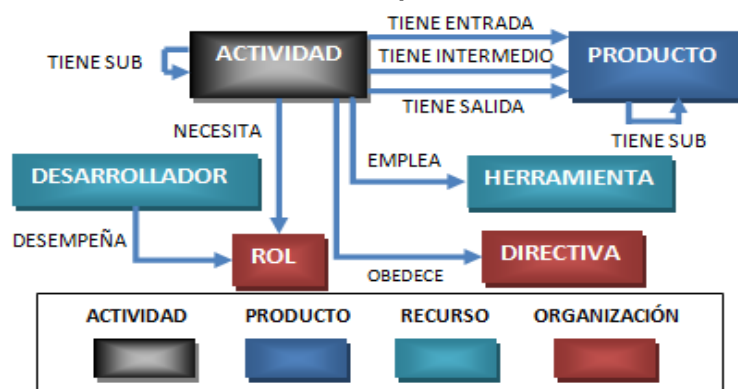 TIENE ENTRADA
TIENE SUB
ACTIVIDAD
TIENE INTERMEDIO
PRODUCTO
TIENE SALIDA
NECESITA
TIENE SUB
EMPLEA
DESARROLLADOR
HERRAMIENTA
DESEMPEÑA
ROL
DIRECTIVA
OBEDECE
ACTIVIDAD PRODUCTO RECURSO ORGANIZACIÓN